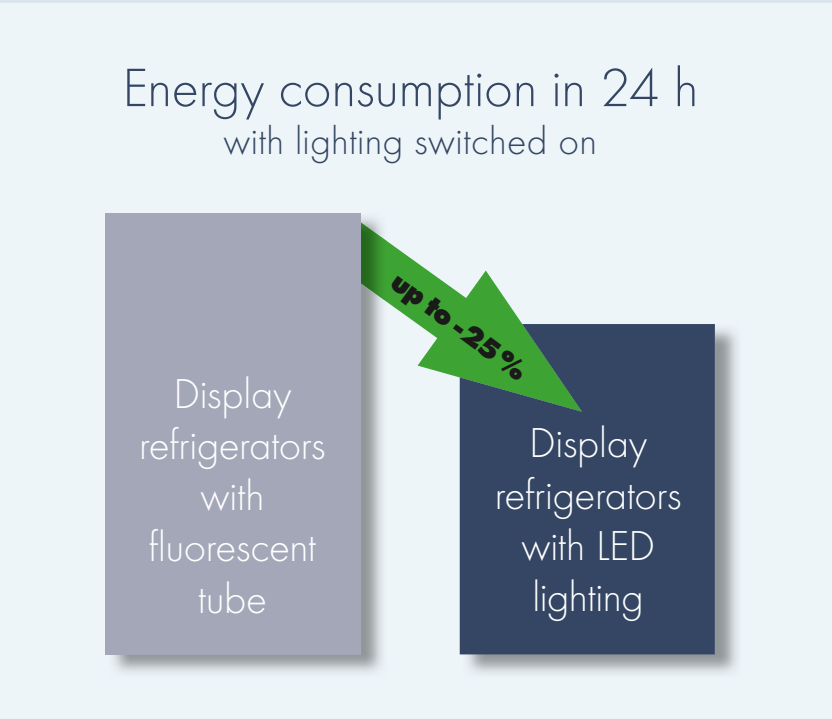 Energy consumption in 24 h
with lighting switched on
up to -25%
Display
refrigerators
with
fluorescent
tube
Display
refrigerators
with LED
lighting